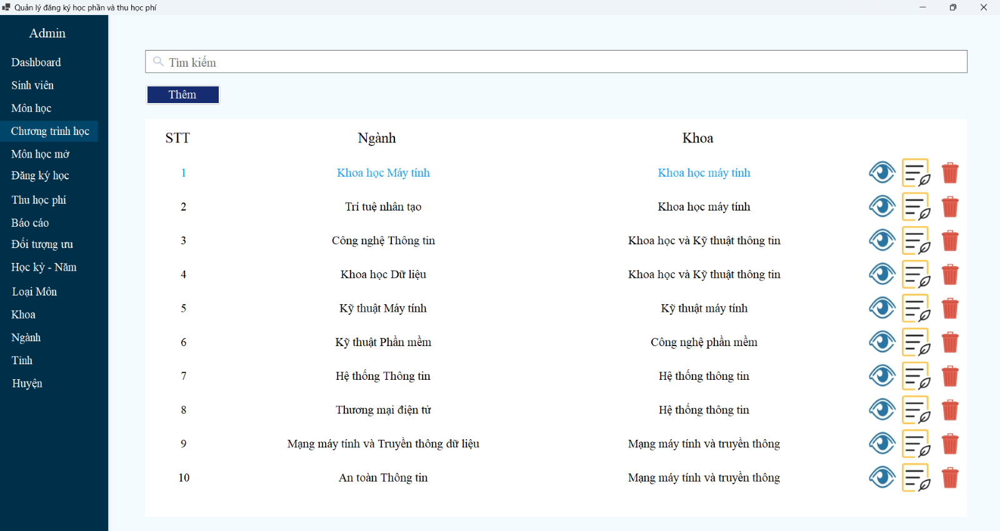 Quản lý đăng ký học phần và thu học phí
Admin
Dashboard
Sinh viên
Môn học
Chương trình học
Môn học mở
Đăng ký học
Thu học phí
Báo cáo
Đối tượng ưu
Học kỳ - Năm
Loại Môn
Khoa
Ngành
Tỉnh
Huyện
Tìm kiếm
Thêm
STT Ngành Khoa
1 Khoa học Máy tính Khoa học máy tính
2 Trí tuệ nhân tạo Khoa học máy tính
3 Công nghệ Thông tin Khoa học và Kỹ thuật thông tin
4 Khoa học Dữ liệu Khoa học và Kỹ thuật thông tin
5 Kỹ thuật Máy tính Kỹ thuật máy tính
6 Kỹ thuật Phần mềm Công nghệ phần mềm
7 Hệ thống Thông tin Hệ thống thông tin
8 Thương mại điện tử Hệ thống thông tin
9 Mạng máy tính và Truyền thông dữ liệu Mạng máy tính và truyền thông
10 An toàn Thông tin Mạng máy tính và truyền thông